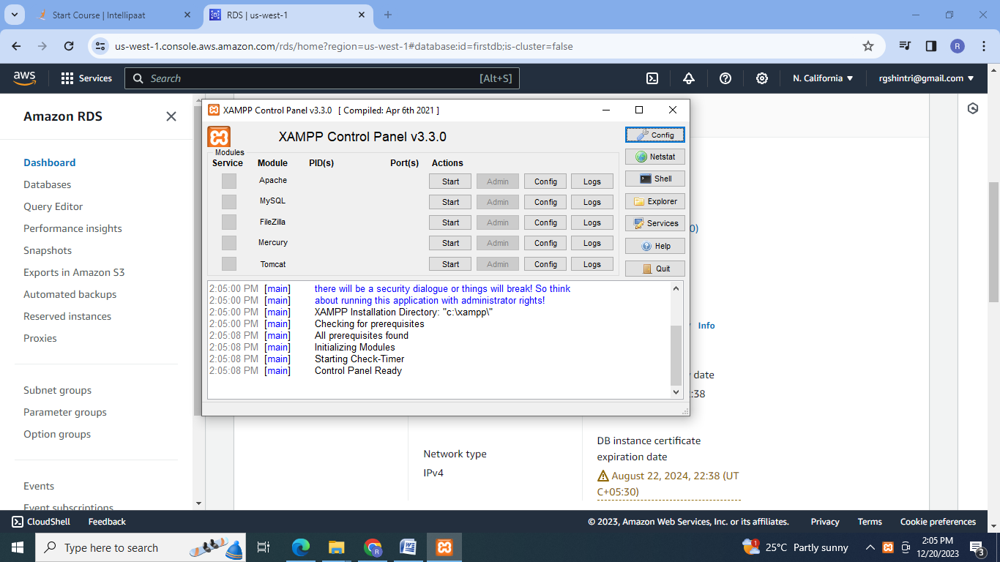 Start Course | Intellipaat
RDS | us-west-1
us-west-1.console.aws.amazon.com/rds/home?region=us-west-1#database:id=firstdb;is-cluster=false
R
aws
Services
Search
[Alt+S]
N. California
rgshintri@gmail.com
Amazon RDS
Dashboard
Databases
Query Editor
Performance insights
Snapshots
Exports in Amazon S3
Automated backups
Reserved instances
Proxies
Subnet groups
Parameter groups
Option groups
Events
Event subscriptions
XAMPP Control Panel v3.3.0 [ Compiled: Apr 6th 2021 ]
XAMPP Control Panel v3.3.0
Modules
Service Module PID(s) Port(s) Actions
Apache Start Admin Config Logs
MySQL Start Admin Config Logs
FileZilla Start Admin Config Logs
Mercury Start Admin Config Logs
Tomcat Start Admin Config Logs
Config
Netstat
Shell
Explorer
Services
Help
Quit
2:05:00 PM [main] there will be a security dialogue or things will break! So think
2:05:00 PM [main] about running this application with administrator rights!
2:05:00 PM [main] XAMPP Installation Directory: "c:\xampp\"
2:05:00 PM [main] Checking for prerequisites
2:05:08 PM [main] All prerequisites found
2:05:08 PM [main] Initializing Modules
2:05:08 PM [main] Starting Check-Timer
2:05:08 PM [main] Control Panel Ready
0)
Info
date
:38
Network type
IPv4
DB instance certificate
expiration date
August 22, 2024, 22:38 (UT
C+05:30)
CloudShell
Feedback
© 2023, Amazon Web Services, Inc. or its affiliates.
Privacy
Terms
Cookie preferences
Type here to search
1
25°C Partly sunny
2:05 PM
12/20/2023
3